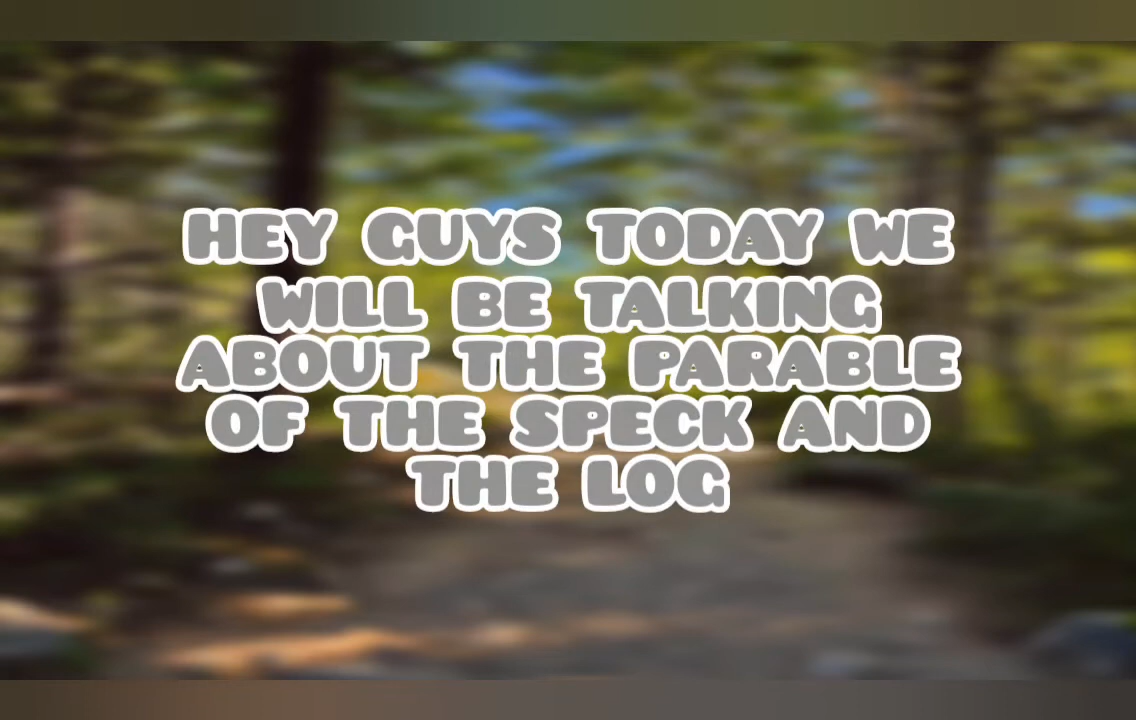 HEY GUYS TODAY WE
WILL BE TALKING
ABOUT THE PARABLE
OF THE SPECK AND
THE LOG